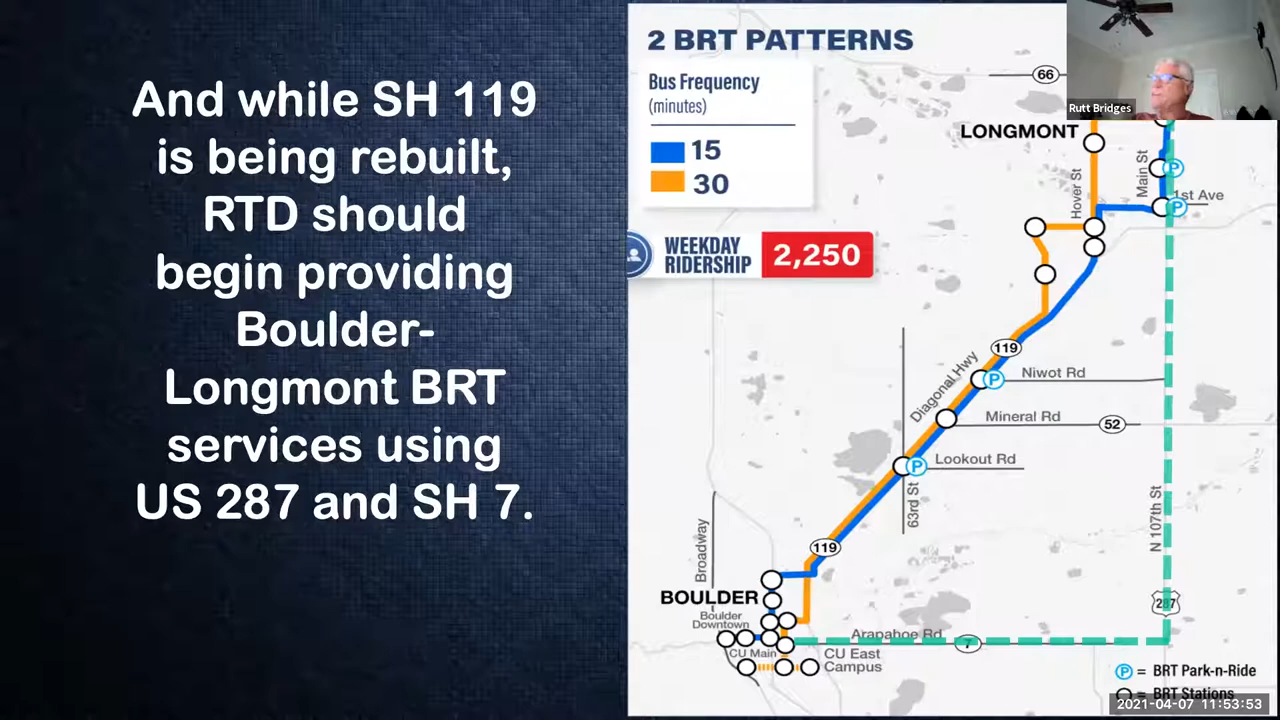 And while SH 119
is being rebuilt,
RTD should
begin providing
Boulder-
Longmont BRT
services using
US 287 and SH 7.
2 BRT PATTERNS
Bus Frequency
(minutes)
15
30
WEEKDAY
RIDERSHIP
2,250
Rutt Bridges
66
LONGMONT
Hover St
Main St
P
1st Ave
P
119
Diagonal Hwy
Niwot Rd
P
Mineral Rd
52
Lookout Rd
P
63rd St
N 107th St
119
Broadway
BOULDER
Boulder
Downtown
287
Arapahoe Rd
7
CU Main
CU East
Campus
P = BRT Park-n-Ride
= BRT Stations
2021-04-07 11:53:53